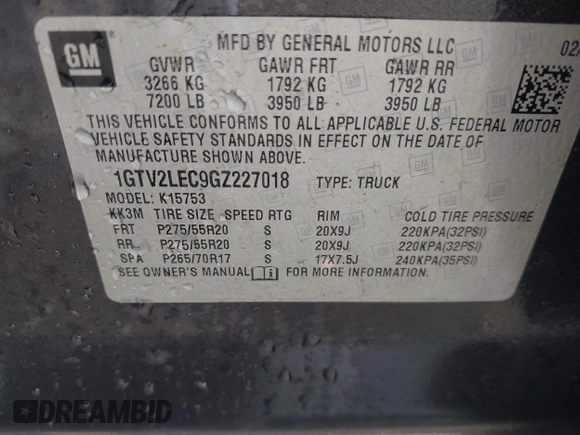 GM
MFD BY GENERAL MOTORS LLC 02/
GVWR GAWR FRT GAWR RR
3266 KG 1792 KG 1792 KG
7200 LB 3950 LB 3950 LB
THIS VEHICLE CONFORMS TO ALL APPLICABLE U.S. FEDERAL MOTOR
VEHICLE SAFETY STANDARDS IN EFFECT ON THE DATE OF
MANUFACTURE SHOWN ABOVE.
1GTV2LEC9GZ227018 TYPE: TRUCK
MODEL: K15753
KK3M TIRE SIZE SPEED RTG RIM COLD TIRE PRESSURE
FRT P275/55R20 S 20X9J 220KPA(32PSI)
RR P275/55R20 S 20X9J 220KPA(32PSI)
SPA P265/70R17 S 17X7.5J 240KPA(35PSI)
SEE OWNER'S MANUAL i FOR MORE INFORMATION.
DREAMBID